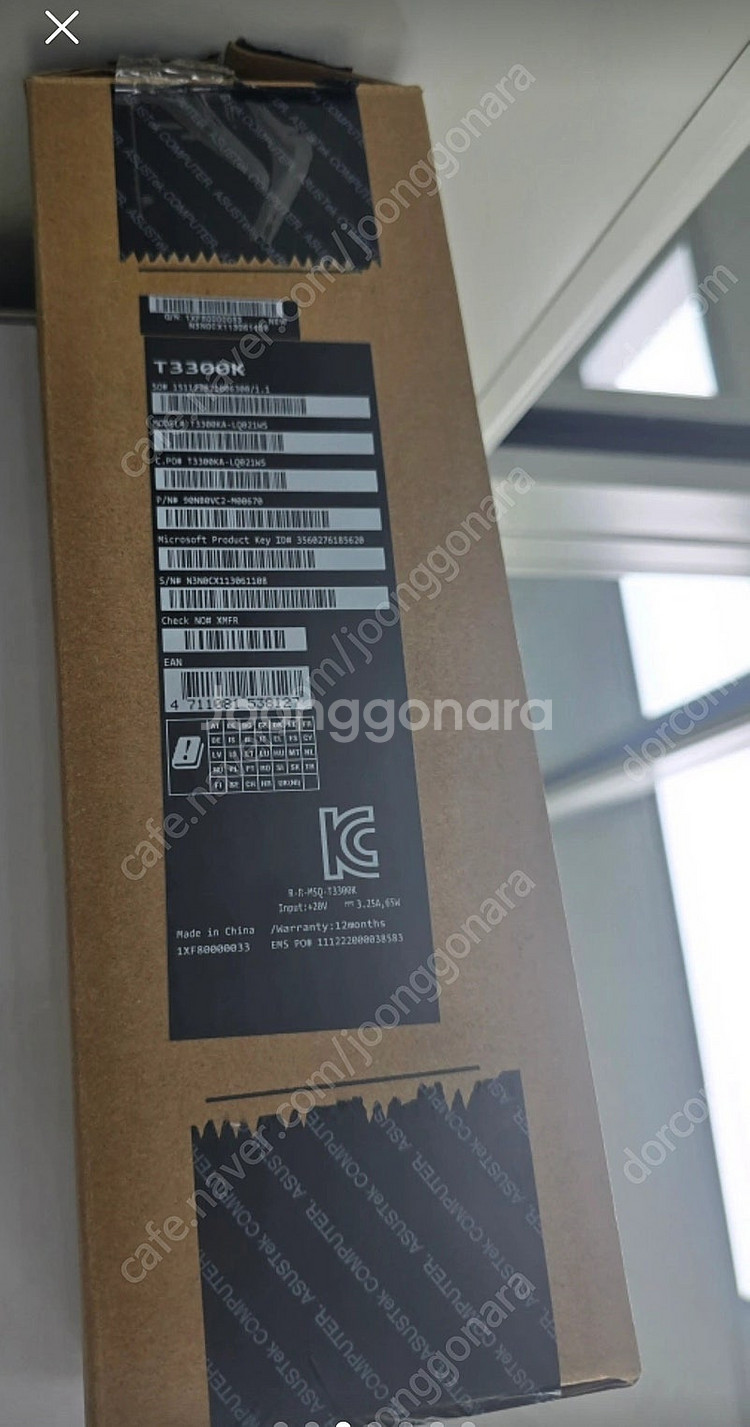 T3300K
MODEL# T3300KA-LQ021WS
C.PO# T3300KA-LQ021WS
P/N# 90NB0VC2-M00670
Microsoft Product Key ID# 3560276185620
S/N# N3N0CX113061108
Check NO# XMFR
EAN
4 711081 538127
R-R-MSQ-T3300K
Input:+20V ⎓ 3.25A,65W
Made in China /Warranty:12months
1XF80000033 EMS PO# 111222000038583
Joonggonara
cafe.naver.com/joonggonara
ASUSTek COMPUTER.